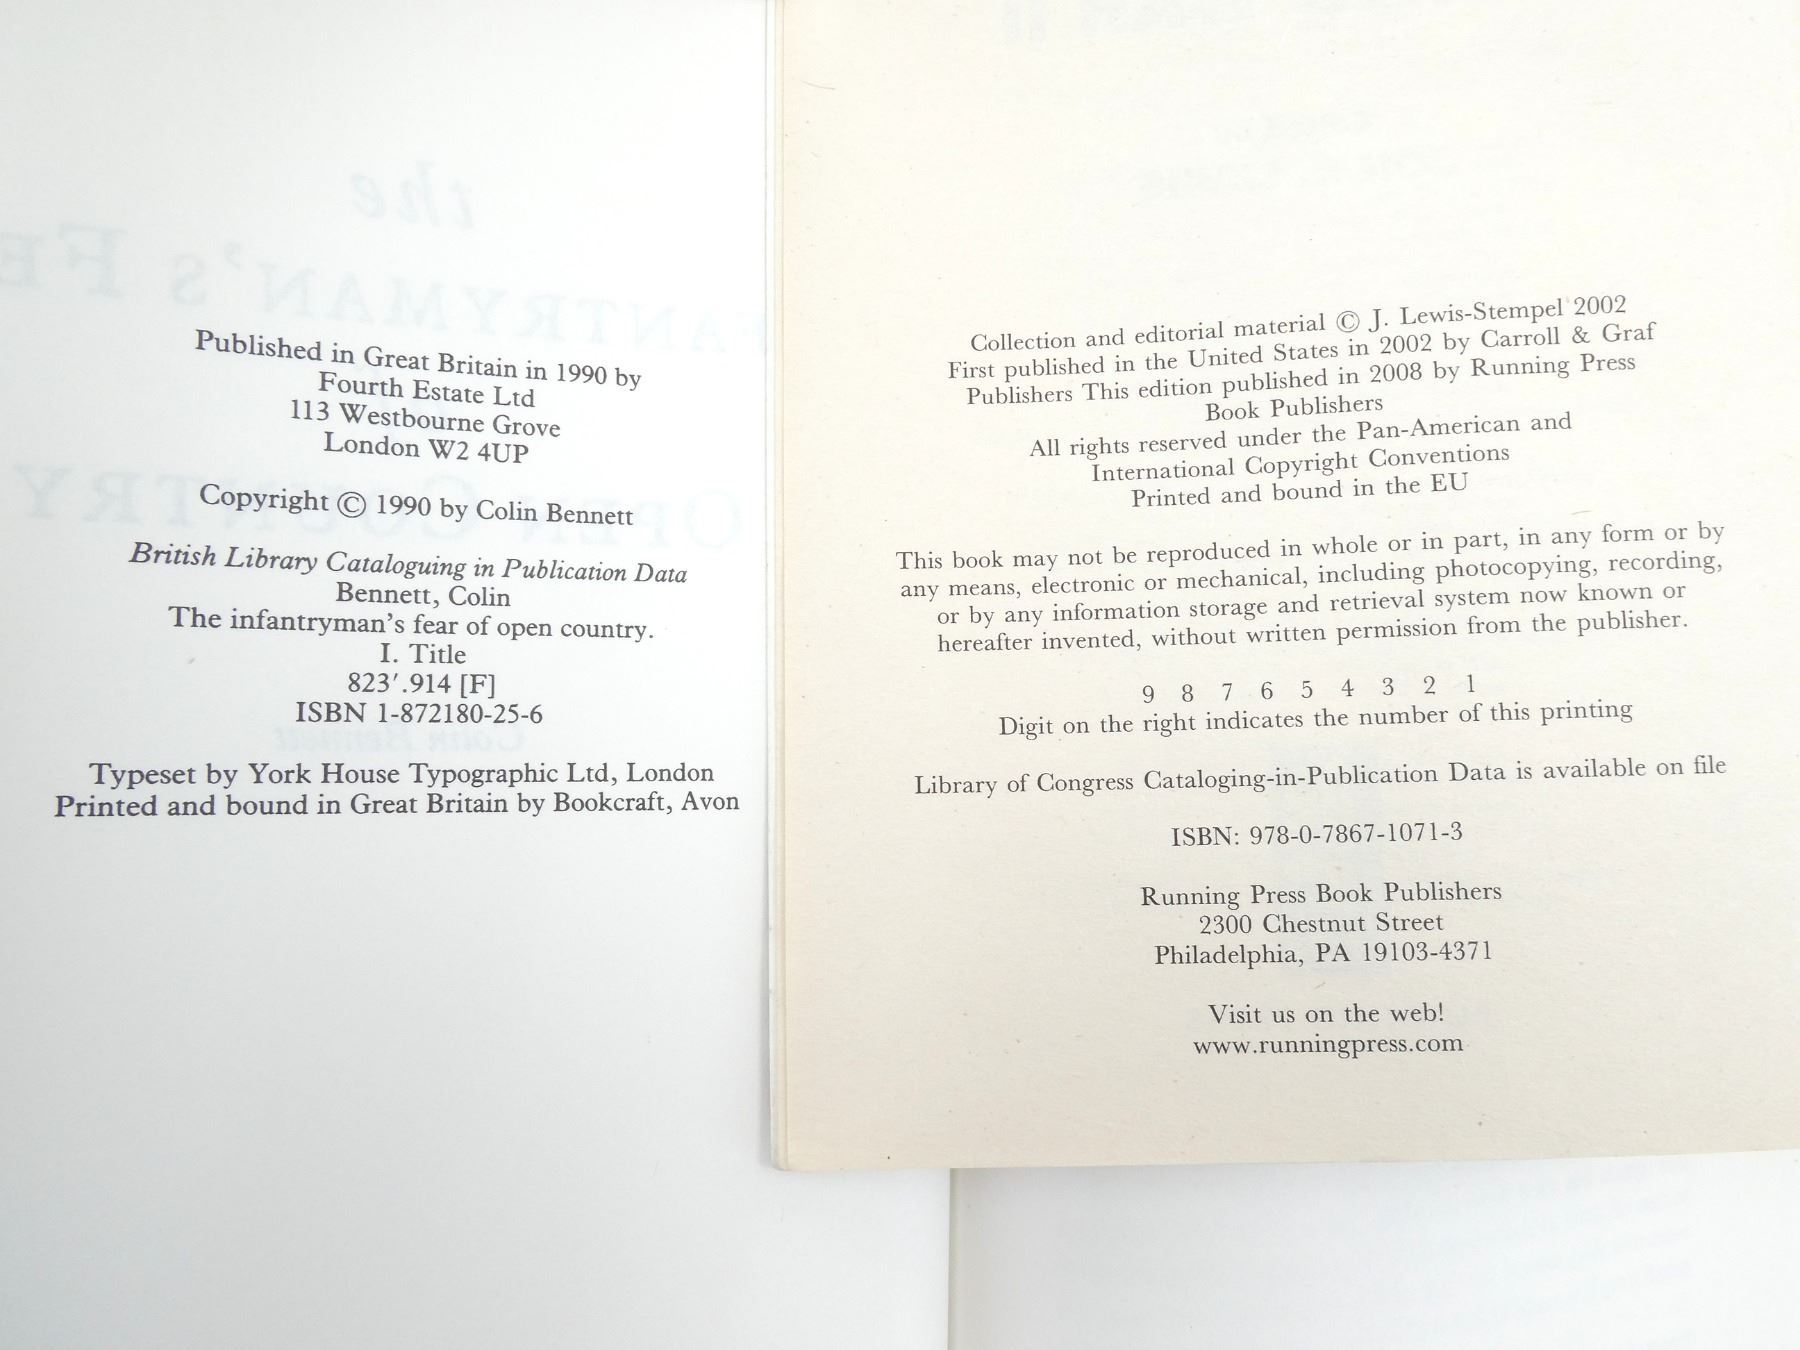 Published in Great Britain in 1990 by
Fourth Estate Ltd
113 Westbourne Grove
London W2 4UP
Copyright © 1990 by Colin Bennett
British Library Cataloguing in Publication Data
Bennett, Colin
The infantryman's fear of open country.
I. Title
823′.914 [F]
ISBN 1-872180-25-6
Typeset by York House Typographic Ltd, London
Printed and bound in Great Britain by Bookcraft, Avon
Collection and editorial material © J. Lewis-Stempel 2002
First published in the United States in 2002 by Carroll & Graf
Publishers This edition published in 2008 by Running Press
Book Publishers
All rights reserved under the Pan-American and
International Copyright Conventions
Printed and bound in the EU
This book may not be reproduced in whole or in part, in any form or by
any means, electronic or mechanical, including photocopying, recording,
or by any information storage and retrieval system now known or
hereafter invented, without written permission from the publisher.
9 8 7 6 5 4 3 2 1
Digit on the right indicates the number of this printing
Library of Congress Cataloging-in-Publication Data is available on file
ISBN: 978-0-7867-1071-3
Running Press Book Publishers
2300 Chestnut Street
Philadelphia, PA 19103-4371
Visit us on the web!
www.runningpress.com